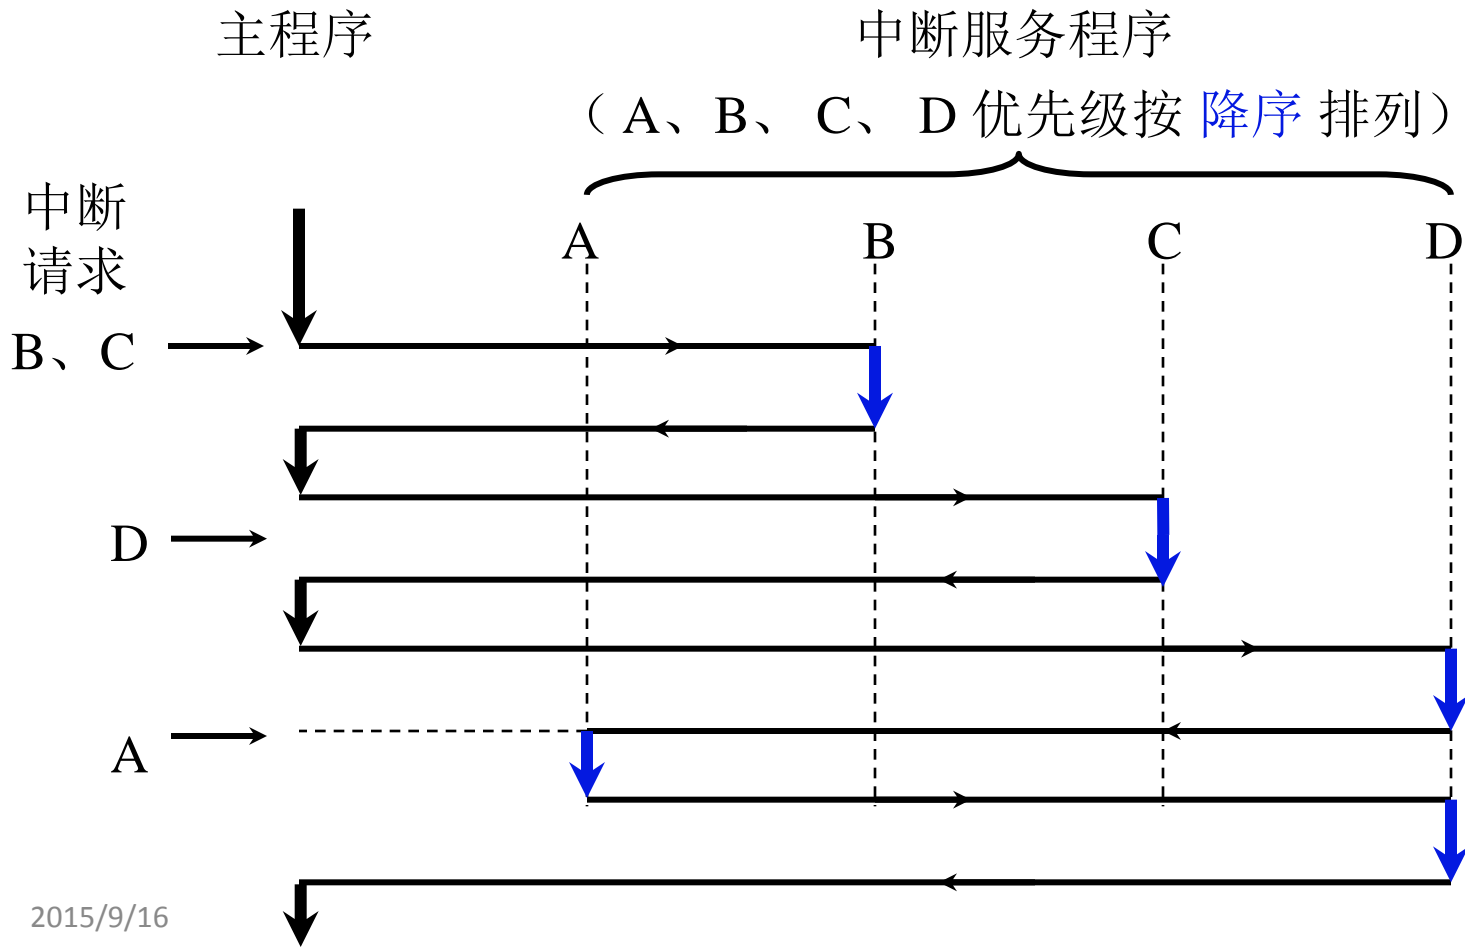 主程序
中断服务程序
（ A、B、 C、 D 优先级按 降序 排列）
中断
请求
A
B
C
D
B、C
D
A
2015/9/16